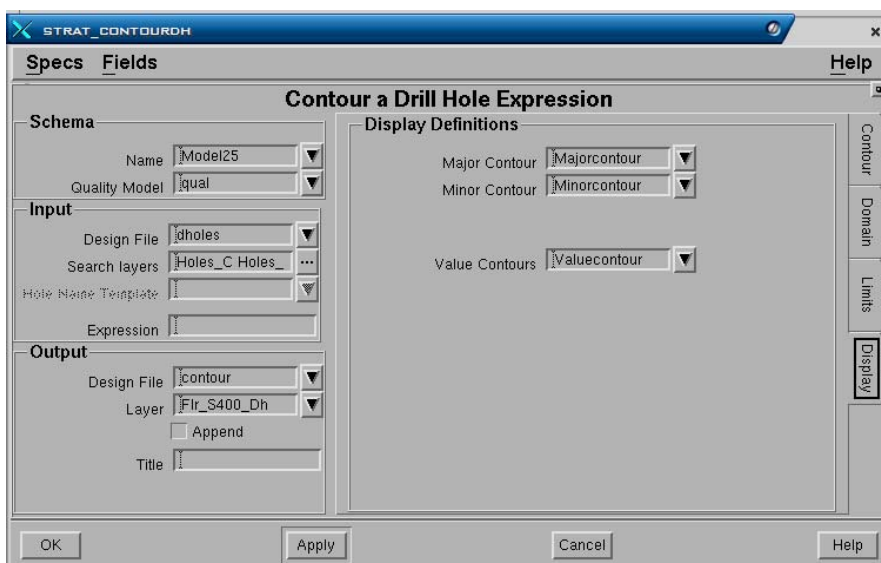 STRAT_CONTOURDH
Specs Fields Help
Contour a Drill Hole Expression
Schema
Name Model25
Quality Model qual
Input
Design File dholes
Search layers Holes_C Holes_ ...
Hole Name Template
Expression
Output
Design File contour
Layer Flr_S400_Dh
Append
Title
Display Definitions
Major Contour Majorcontour
Minor Contour Minorcontour
Value Contours Valuecontour
Contour
Domain
Limits
Display
OK Apply Cancel Help